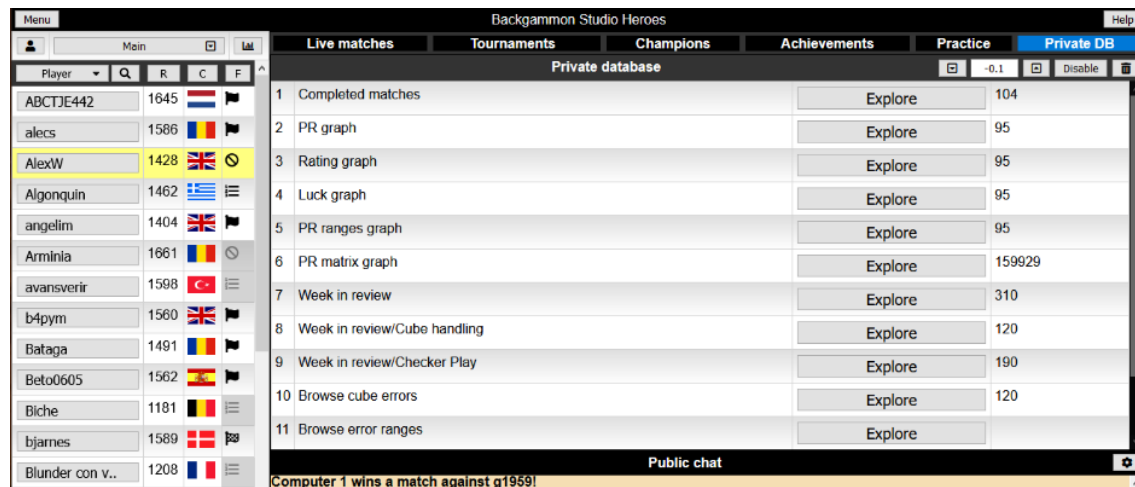 Menu Backgammon Studio Heroes Help
Main Live matches Tournaments Champions Achievements Practice Private DB
Player R C F Private database -0.1 Disable
ABCTJE442 1645
alecs 1586
AlexW 1428
Algonquin 1462
angelim 1404
Arminia 1661
avansverir 1598
b4pym 1560
Bataga 1491
Beto0605 1562
Biche 1181
bjarnes 1589
Blunder con v.. 1208
1 Completed matches Explore 104
2 PR graph Explore 95
3 Rating graph Explore 95
4 Luck graph Explore 95
5 PR ranges graph Explore 95
6 PR matrix graph Explore 159929
7 Week in review Explore 310
8 Week in review/Cube handling Explore 120
9 Week in review/Checker Play Explore 190
10 Browse cube errors Explore 120
11 Browse error ranges Explore
Public chat
Computer 1 wins a match against g1959!